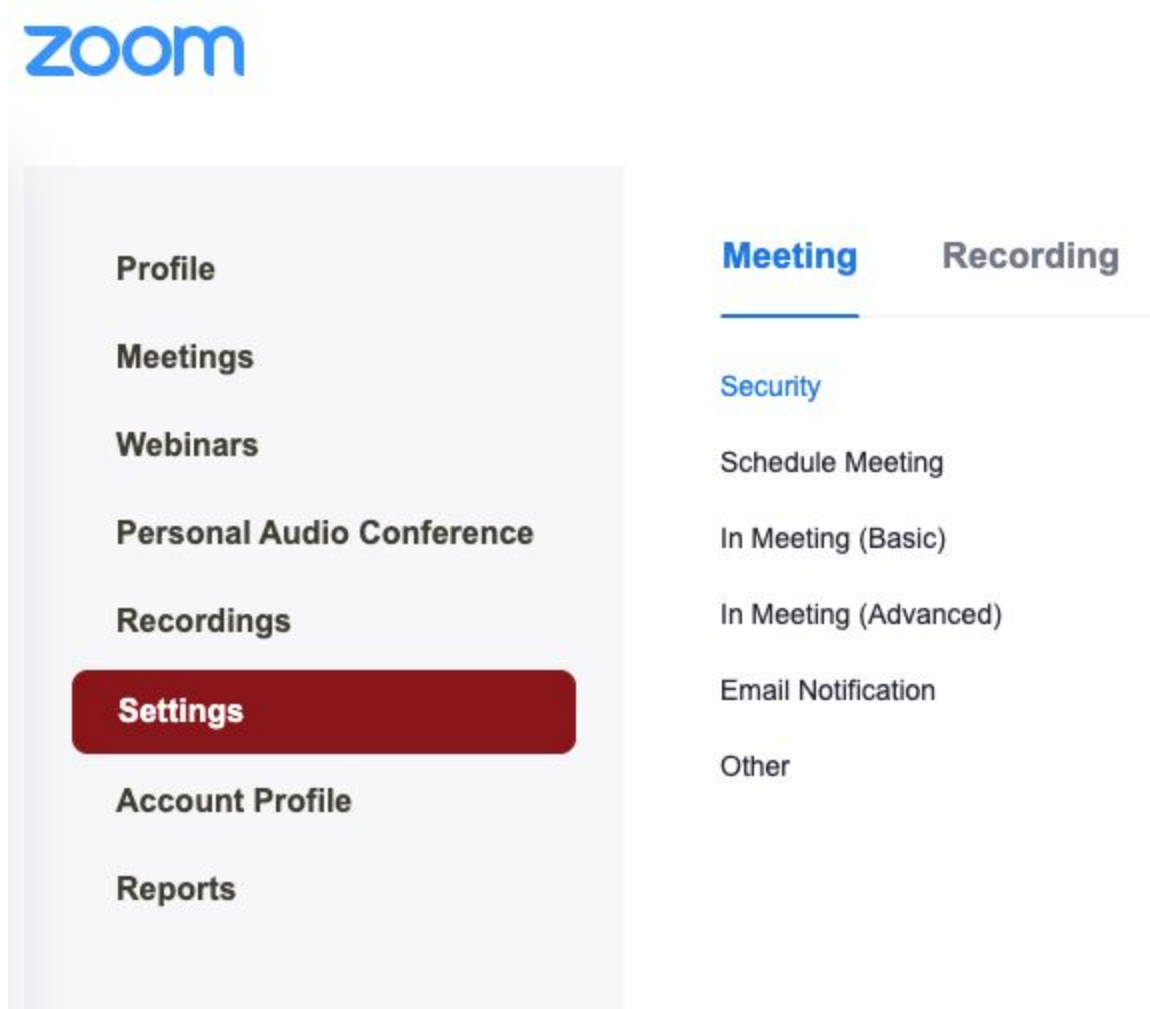 zoom
Profile
Meetings
Webinars
Personal Audio Conference
Recordings
Settings
Account Profile
Reports
Meeting Recording
Security
Schedule Meeting
In Meeting (Basic)
In Meeting (Advanced)
Email Notification
Other